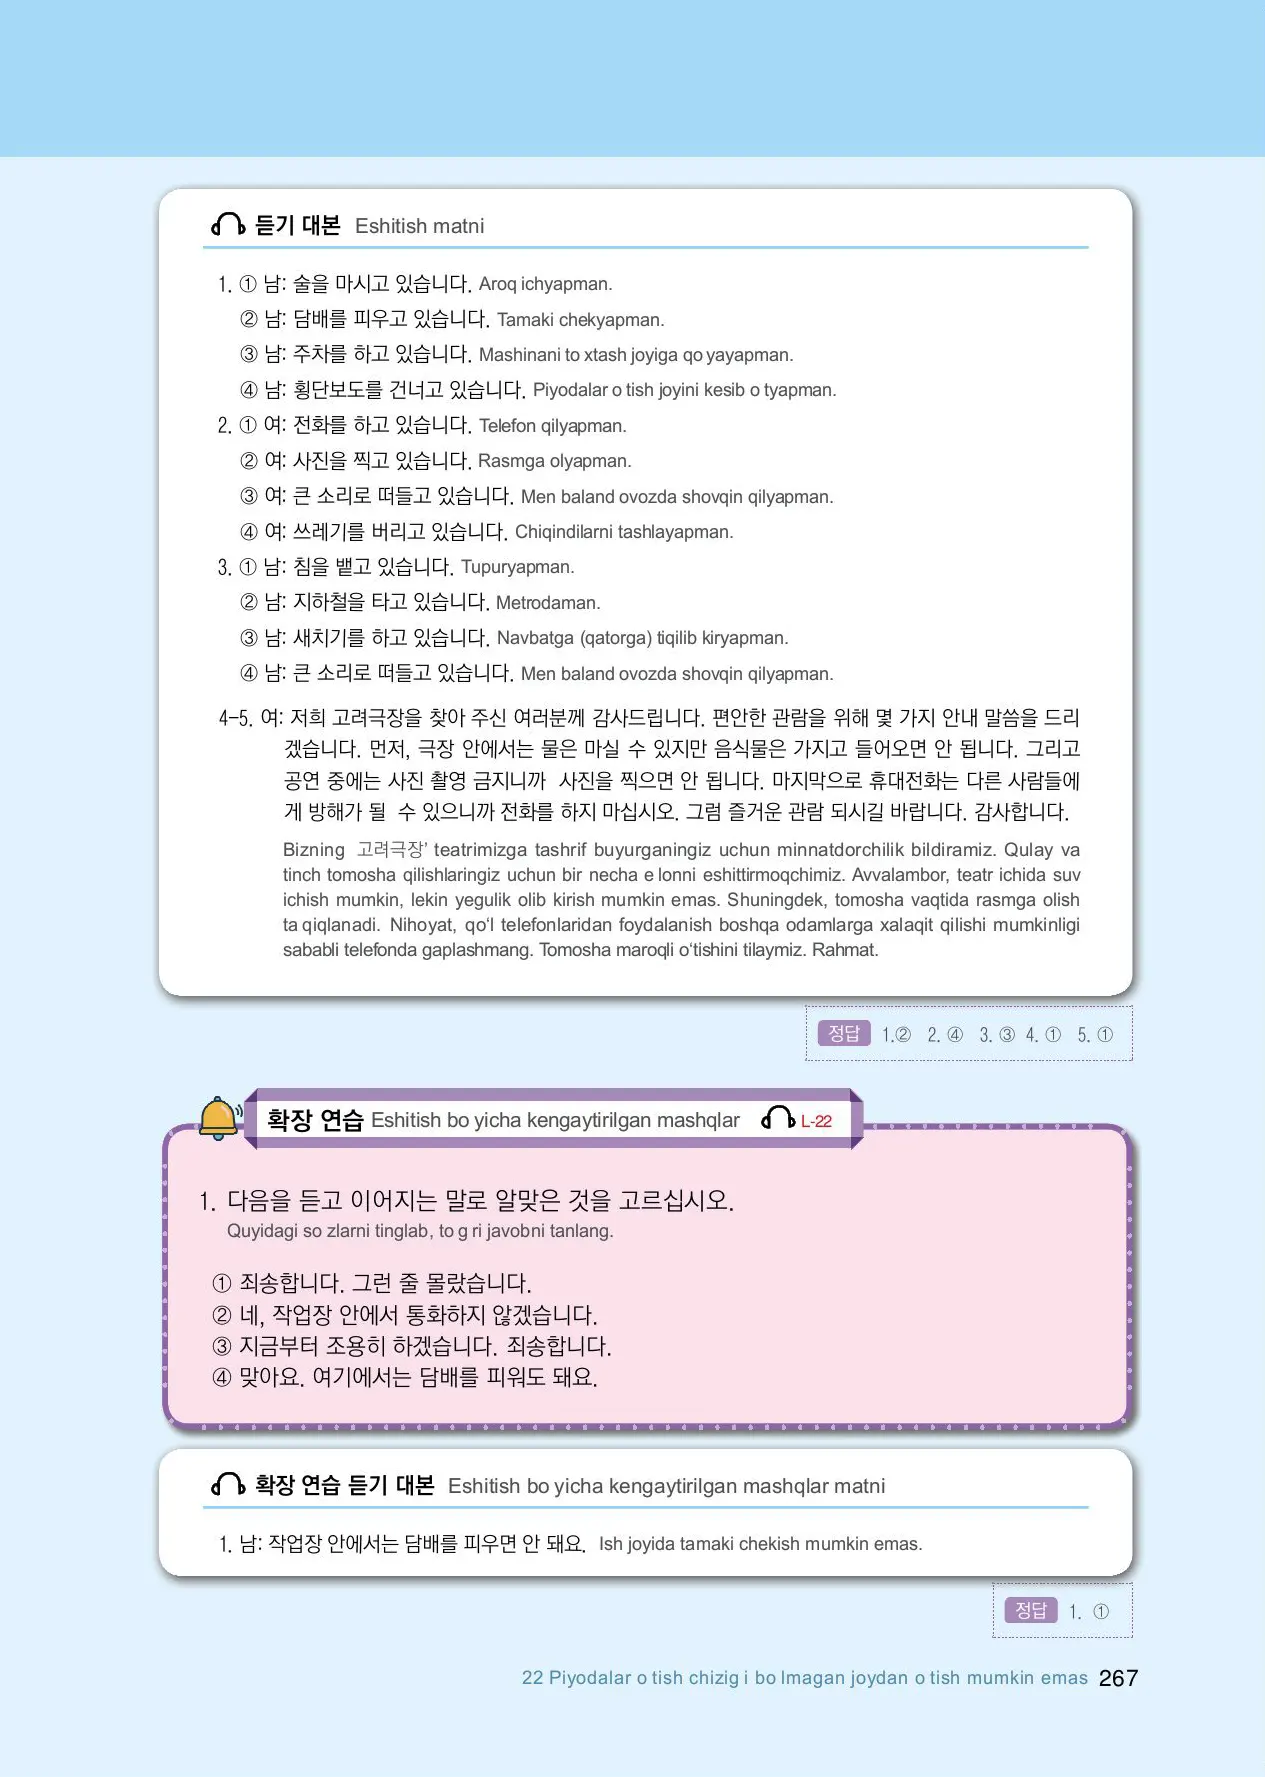 듣기 대본 Eshitish matni
1. ① 남: 술을 마시고 있습니다. Aroq ichyapman.
② 남: 담배를 피우고 있습니다. Tamaki chekyapman.
③ 남: 주차를 하고 있습니다. Mashinani to xtash joyiga qo yayapman.
④ 남: 횡단보도를 건너고 있습니다. Piyodalar o tish joyini kesib o tyapman.
2. ① 여: 전화를 하고 있습니다. Telefon qilyapman.
② 여: 사진을 찍고 있습니다. Rasmga olyapman.
③ 여: 큰 소리로 떠들고 있습니다. Men baland ovozda shovqin qilyapman.
④ 여: 쓰레기를 버리고 있습니다. Chiqindilarni tashlayapman.
3. ① 남: 침을 뱉고 있습니다. Tupuryapman.
② 남: 지하철을 타고 있습니다. Metrodaman.
③ 남: 새치기를 하고 있습니다. Navbatga (qatorga) tiqilib kiryapman.
④ 남: 큰 소리로 떠들고 있습니다. Men baland ovozda shovqin qilyapman.
4-5. 여: 저희 고려극장을 찾아 주신 여러분께 감사드립니다. 편안한 관람을 위해 몇 가지 안내 말씀을 드리
겠습니다. 먼저, 극장 안에서는 물은 마실 수 있지만 음식물은 가지고 들어오면 안 됩니다. 그리고
공연 중에는 사진 촬영 금지니까 사진을 찍으면 안 됩니다. 마지막으로 휴대전화는 다른 사람들에
게 방해가 될 수 있으니까 전화를 하지 마십시오. 그럼 즐거운 관람 되시길 바랍니다. 감사합니다.
Bizning 고려극장’ teatrimizga tashrif buyurganingiz uchun minnatdorchilik bildiramiz. Qulay va
tinch tomosha qilishlaringiz uchun bir necha e lonni eshittirmoqchimiz. Avvalambor, teatr ichida suv
ichish mumkin, lekin yegulik olib kirish mumkin emas. Shuningdek, tomosha vaqtida rasmga olish
ta qiqlanadi. Nihoyat, qo‘l telefonlaridan foydalanish boshqa odamlarga xalaqit qilishi mumkinligi
sababli telefonda gaplashmang. Tomosha maroqli o‘tishini tilaymiz. Rahmat.
정답 1.② 2. ④ 3. ③ 4. ① 5. ①
확장 연습 Eshitish bo yicha kengaytirilgan mashqlar L-22
1. 다음을 듣고 이어지는 말로 알맞은 것을 고르십시오.
Quyidagi so zlarni tinglab, to g ri javobni tanlang.
① 죄송합니다. 그런 줄 몰랐습니다.
② 네, 작업장 안에서 통화하지 않겠습니다.
③ 지금부터 조용히 하겠습니다. 죄송합니다.
④ 맞아요. 여기에서는 담배를 피워도 돼요.
확장 연습 듣기 대본 Eshitish bo yicha kengaytirilgan mashqlar matni
1. 남: 작업장 안에서는 담배를 피우면 안 돼요. Ish joyida tamaki chekish mumkin emas.
정답 1. ①
22 Piyodalar o tish chizig i bo lmagan joydan o tish mumkin emas 267